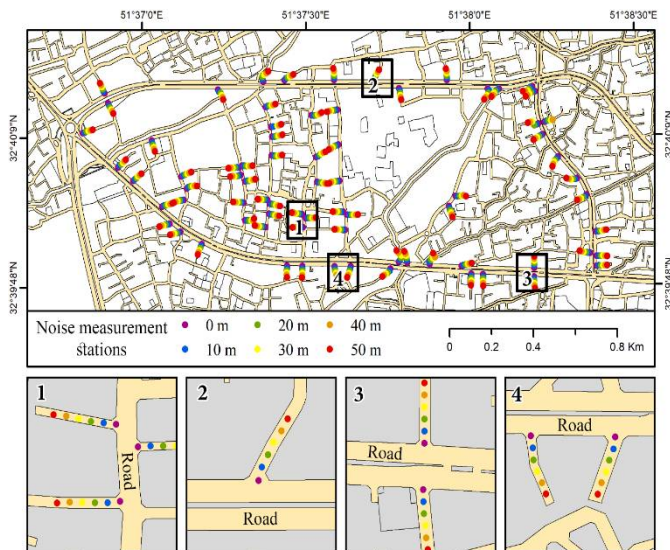 51°37'0"E 51°37'30"E 51°38'0"E 51°38'30"E
32°40'9"N 32°40'9"N
2
1
4
3
32°39'48"N 32°39'48"N
Noise measurement
stations
0 m 20 m 40 m
10 m 30 m 50 m
0 0.2 0.4 0.8 Km
1
Road
2
Road
3
Road
4
Road